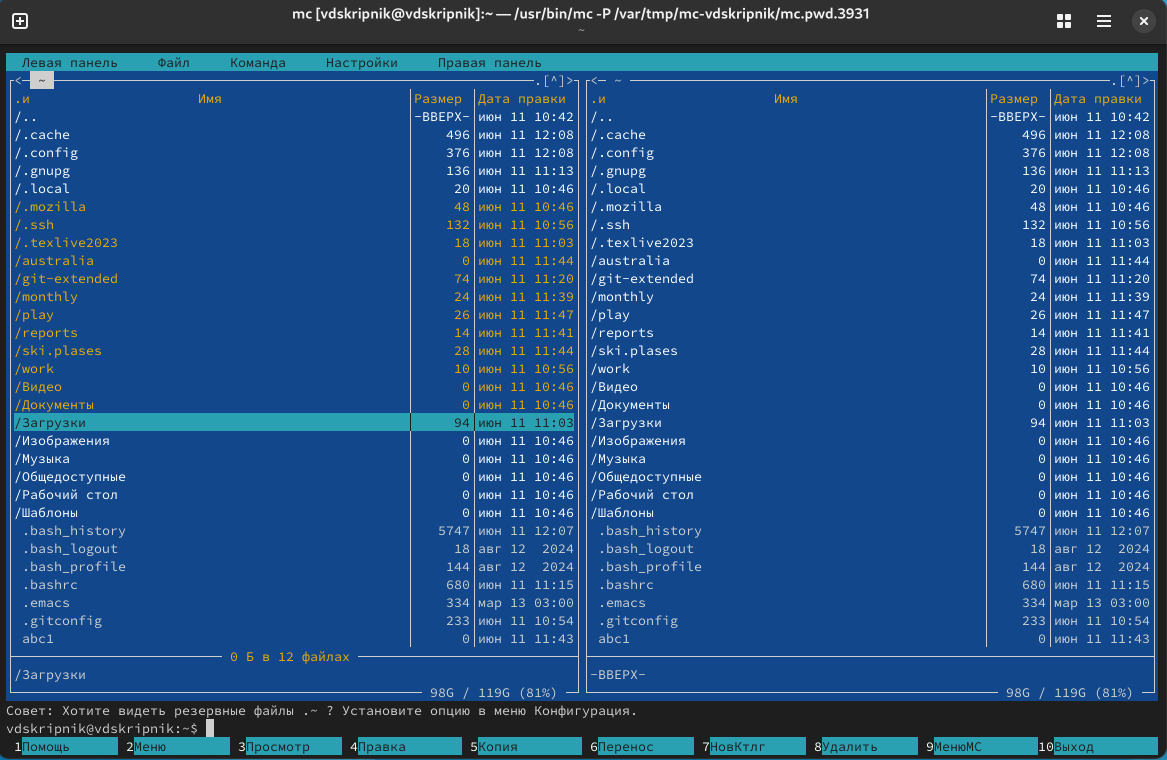 mc [vdskripnik@vdskripnik]:~ — /usr/bin/mc -P /var/tmp/mc-vdskripnik/mc.pwd.3931
~
Левая панель Файл Команда Настройки Правая панель
<— ~ .[^]> <— ~ .[^]>
.и Имя Размер Дата правки .и Имя Размер Дата правки
/.. -ВВЕРХ- июн 11 10:42 /.. -ВВЕРХ- июн 11 10:42
/.cache 496 июн 11 12:08 /.cache 496 июн 11 12:08
/.config 376 июн 11 12:08 /.config 376 июн 11 12:08
/.gnupg 136 июн 11 11:13 /.gnupg 136 июн 11 11:13
/.local 20 июн 11 10:46 /.local 20 июн 11 10:46
/.mozilla 48 июн 11 10:46 /.mozilla 48 июн 11 10:46
/.ssh 132 июн 11 10:56 /.ssh 132 июн 11 10:56
/.texlive2023 18 июн 11 11:03 /.texlive2023 18 июн 11 11:03
/australia 0 июн 11 11:44 /australia 0 июн 11 11:44
/git-extended 74 июн 11 11:20 /git-extended 74 июн 11 11:20
/monthly 24 июн 11 11:39 /monthly 24 июн 11 11:39
/play 26 июн 11 11:47 /play 26 июн 11 11:47
/reports 14 июн 11 11:41 /reports 14 июн 11 11:41
/ski.plases 28 июн 11 11:44 /ski.plases 28 июн 11 11:44
/work 10 июн 11 10:56 /work 10 июн 11 10:56
/Видео 0 июн 11 10:46 /Видео 0 июн 11 10:46
/Документы 0 июн 11 10:46 /Документы 0 июн 11 10:46
/Загрузки 94 июн 11 11:03 /Загрузки 94 июн 11 11:03
/Изображения 0 июн 11 10:46 /Изображения 0 июн 11 10:46
/Музыка 0 июн 11 10:46 /Музыка 0 июн 11 10:46
/Общедоступные 0 июн 11 10:46 /Общедоступные 0 июн 11 10:46
/Рабочий стол 0 июн 11 10:46 /Рабочий стол 0 июн 11 10:46
/Шаблоны 0 июн 11 10:46 /Шаблоны 0 июн 11 10:46
.bash_history 5747 июн 11 12:07 .bash_history 5747 июн 11 12:07
.bash_logout 18 авг 12 2024 .bash_logout 18 авг 12 2024
.bash_profile 144 авг 12 2024 .bash_profile 144 авг 12 2024
.bashrc 680 июн 11 11:15 .bashrc 680 июн 11 11:15
.emacs 334 мар 13 03:00 .emacs 334 мар 13 03:00
.gitconfig 233 июн 11 10:54 .gitconfig 233 июн 11 10:54
abc1 0 июн 11 11:43 abc1 0 июн 11 11:43
0 Б в 12 файлах
/Загрузки -ВВЕРХ-
98G / 119G (81%) 98G / 119G (81%)
Совет: Хотите видеть резервные файлы .~ ? Установите опцию в меню Конфигурация.
vdskripnik@vdskripnik:~$
1Помощь 2Меню 3Просмотр 4Правка 5Копия 6Перенос 7НовКтлг 8Удалить 9МенюМС 10Выход